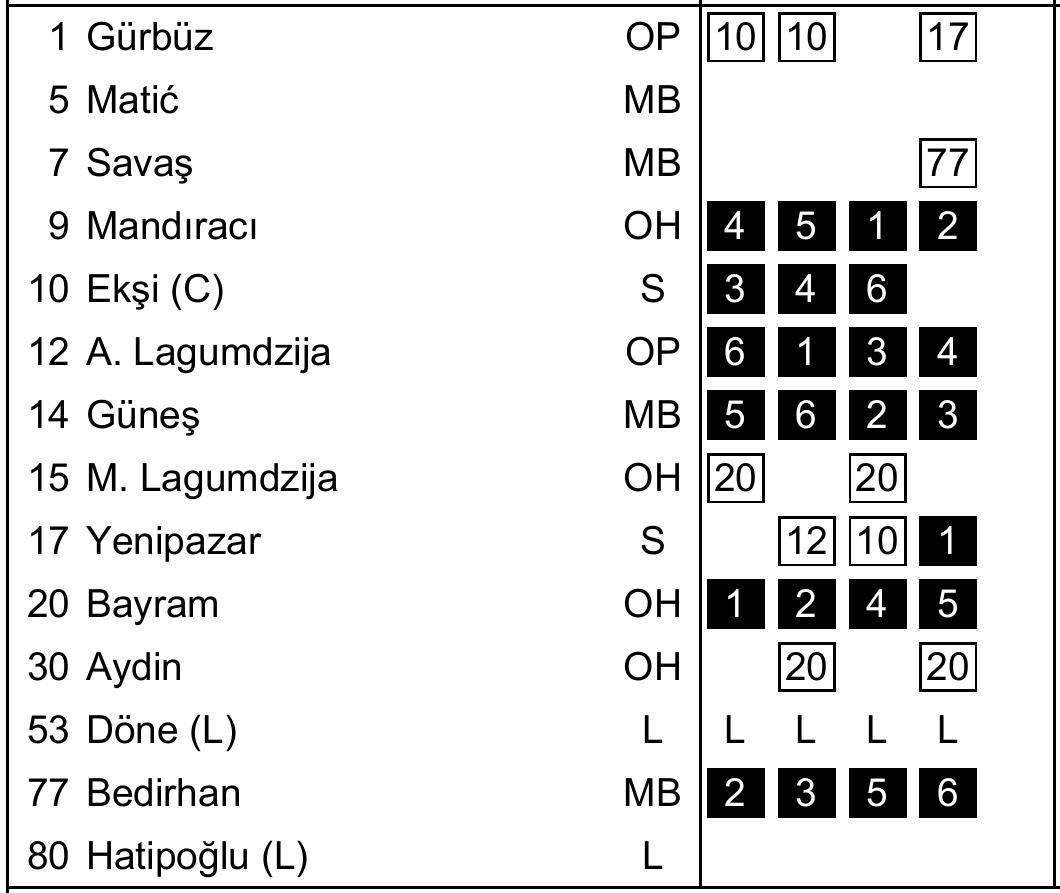 1 Gürbüz OP 10 10 17
5 Matić MB
7 Savaş MB 77
9 Mandıracı OH 4 5 1 2
10 Ekşi (C) S 3 4 6
12 A. Lagumdzija OP 6 1 3 4
14 Güneş MB 5 6 2 3
15 M. Lagumdzija OH 20 20
17 Yenipazar S 12 10 1
20 Bayram OH 1 2 4 5
30 Aydin OH 20 20
53 Döne (L) L L L L L
77 Bedirhan MB 2 3 5 6
80 Hatipoğlu (L) L